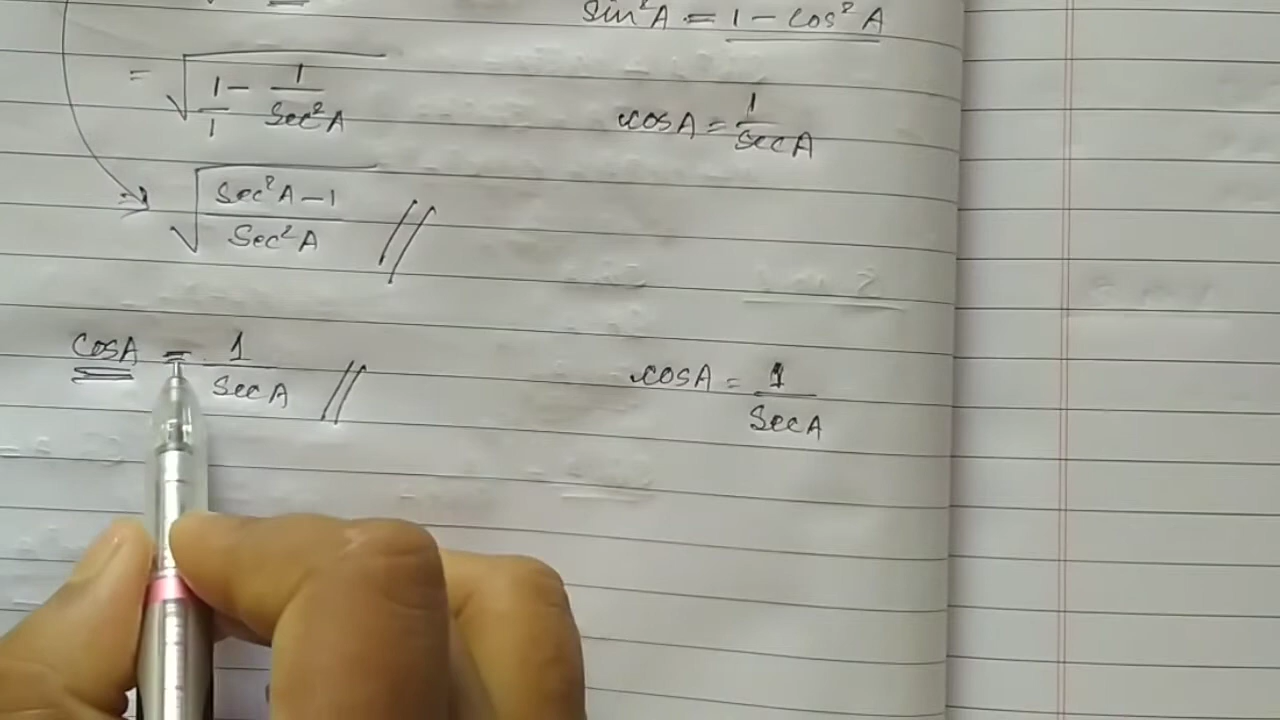 sin²A = 1 - cos²A
= √(1/1 - 1/Sec²A)
cosA = 1/SecA
√((Sec²A - 1)/Sec²A) //
CosA = 1/SecA //
cosA = 1/SecA